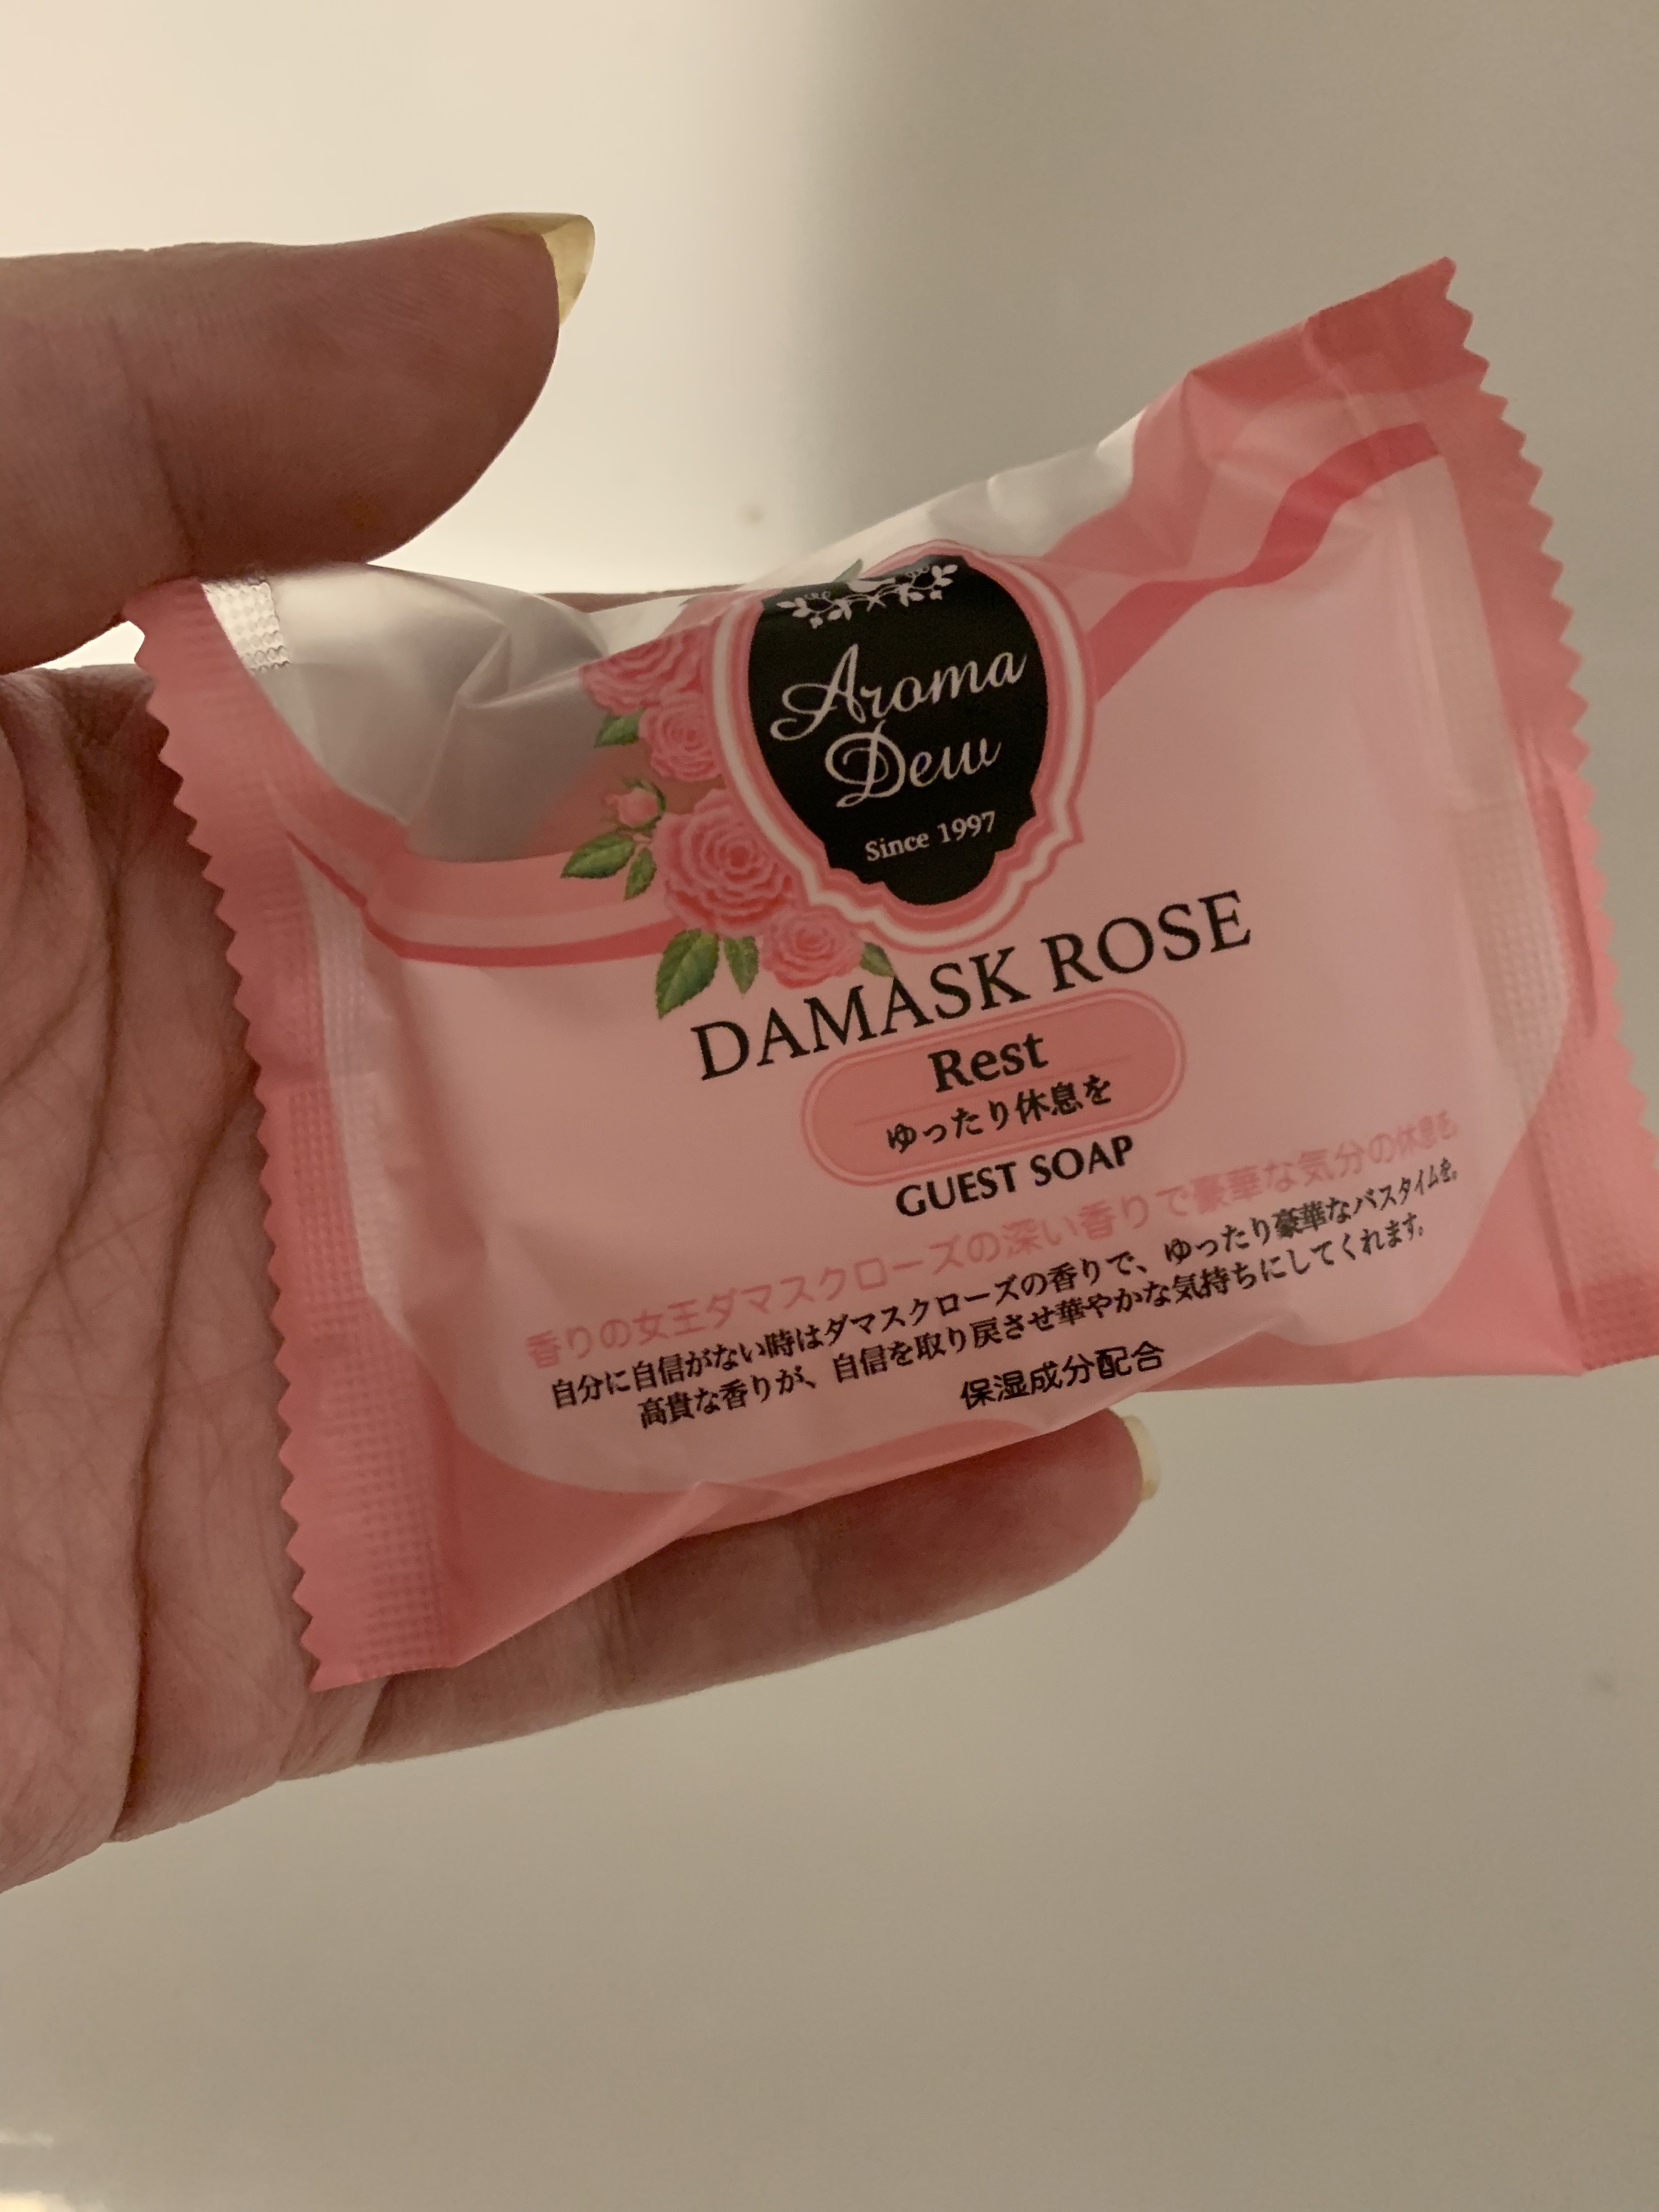 Aroma
Dew
Since 1997
DAMASK ROSE
Rest
ゆったり休息を
GUEST SOAP
香りの女王ダマスクローズの深い香りで豪華な気分の休息を
自分に自信がない時はダマスクローズの香りで、ゆったり豪華なバスタイムを。
高貴な香りが、自信を取り戻させ華やかな気持ちにしてくれます。
保湿成分配合